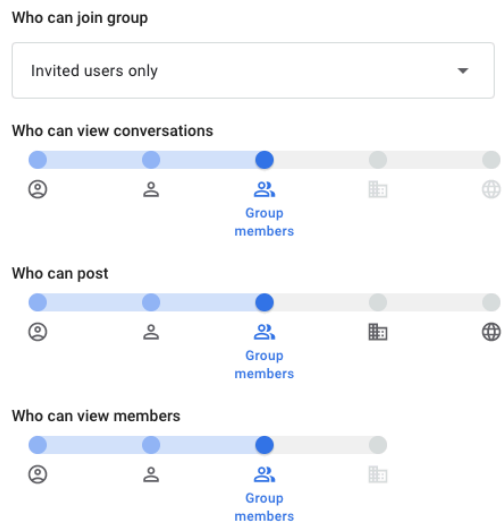 Who can join group
Invited users only
Who can view conversations
Group
members
Who can post
Group
members
Who can view members
Group
members